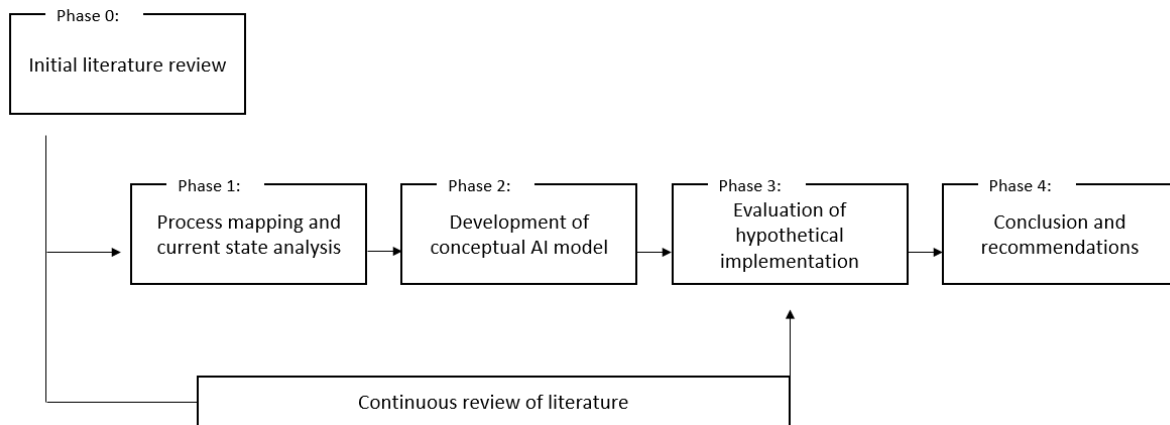 Phase 0:
Initial literature review
Phase 1:
Process mapping and
current state analysis
Phase 2:
Development of
conceptual AI model
Phase 3:
Evaluation of
hypothetical
implementation
Phase 4:
Conclusion and
recommendations
Continuous review of literature